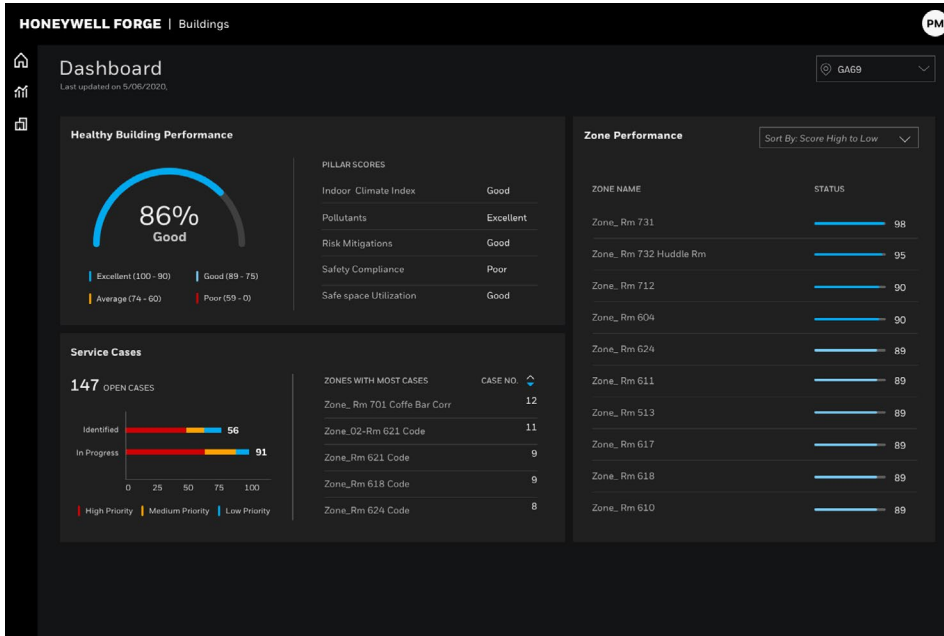 HONEYWELL FORGE | Buildings
PM
Dashboard
Last updated on 5/06/2020,
GA69
Healthy Building Performance
86%
Good
Excellent (100 - 90)
Good (89 - 75)
Average (74 - 60)
Poor (59 - 0)
PILLAR SCORES
Indoor Climate Index Good
Pollutants Excellent
Risk Mitigations Good
Safety Compliance Poor
Safe space Utilization Good
Service Cases
147 OPEN CASES
Identified 56
In Progress 91
0 25 50 75 100
High Priority Medium Priority Low Priority
ZONES WITH MOST CASES CASE NO.
Zone_ Rm 701 Coffe Bar Corr 12
Zone_02-Rm 621 Code 11
Zone_Rm 621 Code 9
Zone_Rm 618 Code 9
Zone_Rm 624 Code 8
Zone Performance
Sort By: Score High to Low
ZONE NAME STATUS
Zone_ Rm 731 98
Zone_ Rm 732 Huddle Rm 95
Zone_ Rm 712 90
Zone_ Rm 604 90
Zone_ Rm 624 89
Zone_ Rm 611 89
Zone_ Rm 513 89
Zone_ Rm 617 89
Zone_ Rm 618 89
Zone_ Rm 610 89